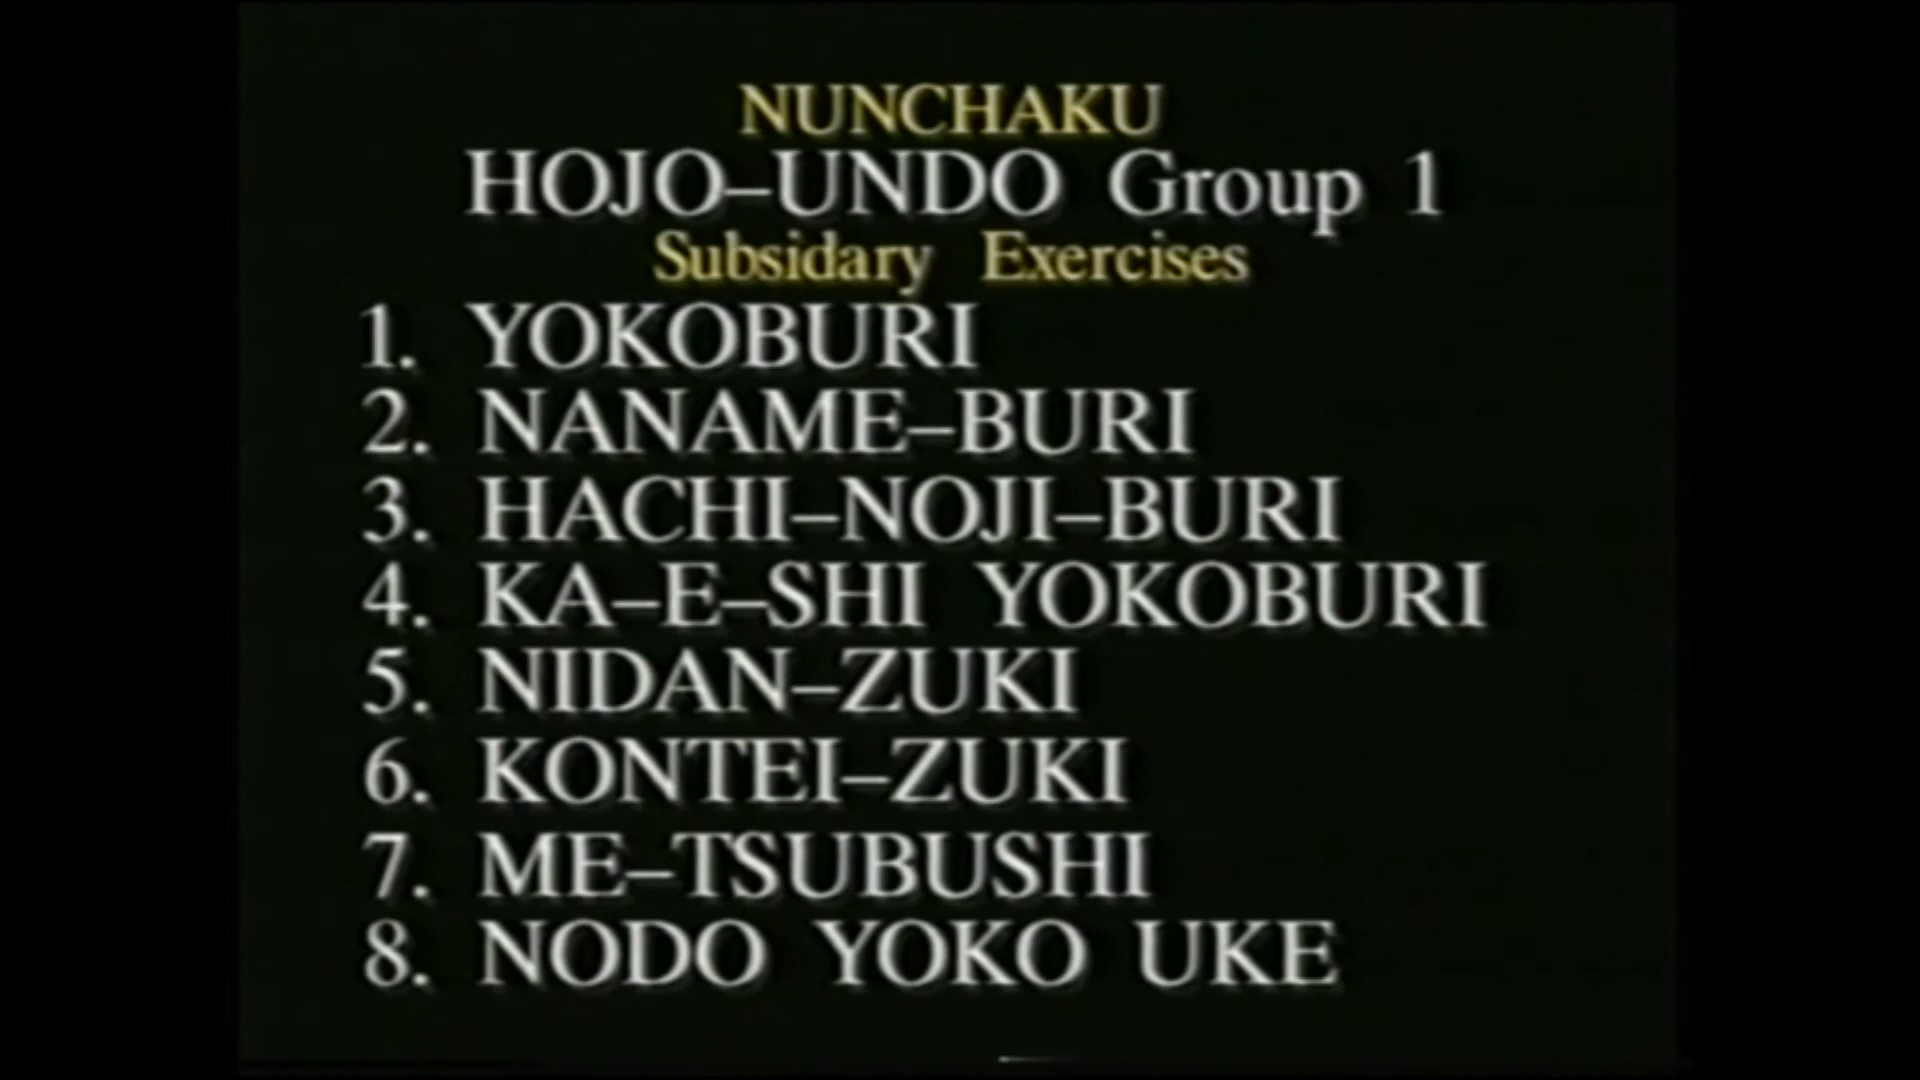 NUNCHAKU
HOJO–UNDO Group 1
Subsidary Exercises
1. YOKOBURI
2. NANAME–BURI
3. HACHI–NOJI–BURI
4. KA–E–SHI YOKOBURI
5. NIDAN–ZUKI
6. KONTEI–ZUKI
7. ME–TSUBUSHI
8. NODO YOKO UKE